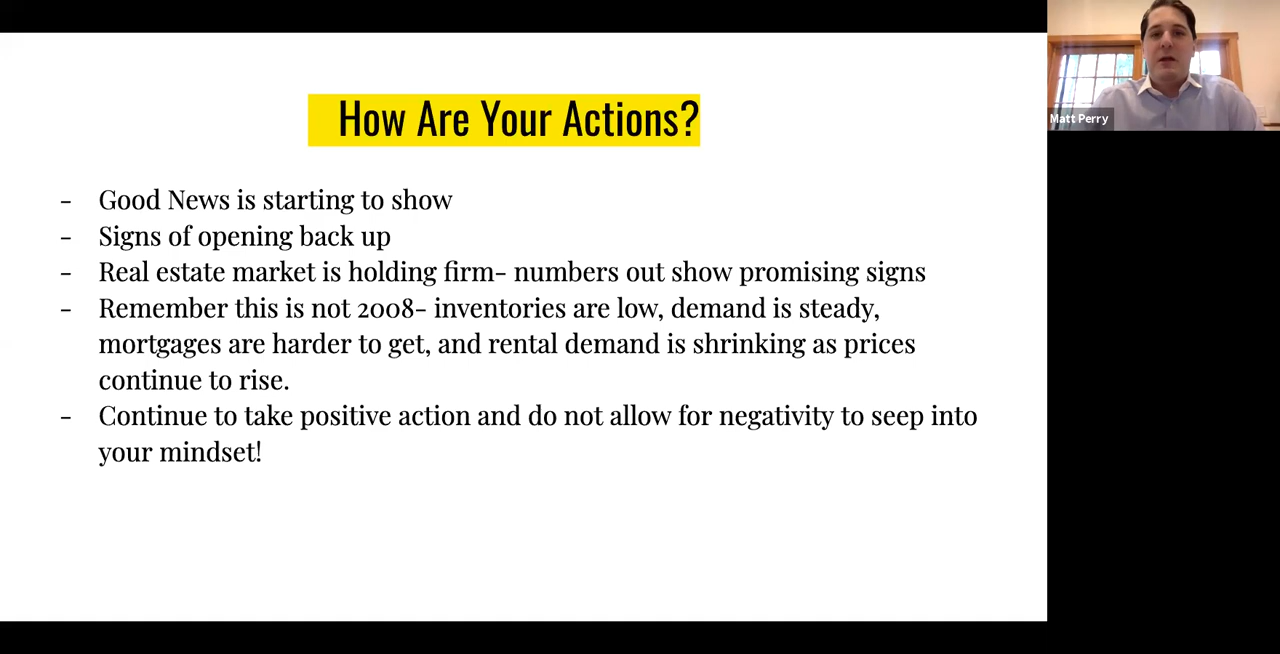 How Are Your Actions?
- Good News is starting to show
- Signs of opening back up
- Real estate market is holding firm- numbers out show promising signs
- Remember this is not 2008- inventories are low, demand is steady,
mortgages are harder to get, and rental demand is shrinking as prices
continue to rise.
- Continue to take positive action and do not allow for negativity to seep into
your mindset!
Matt Perry